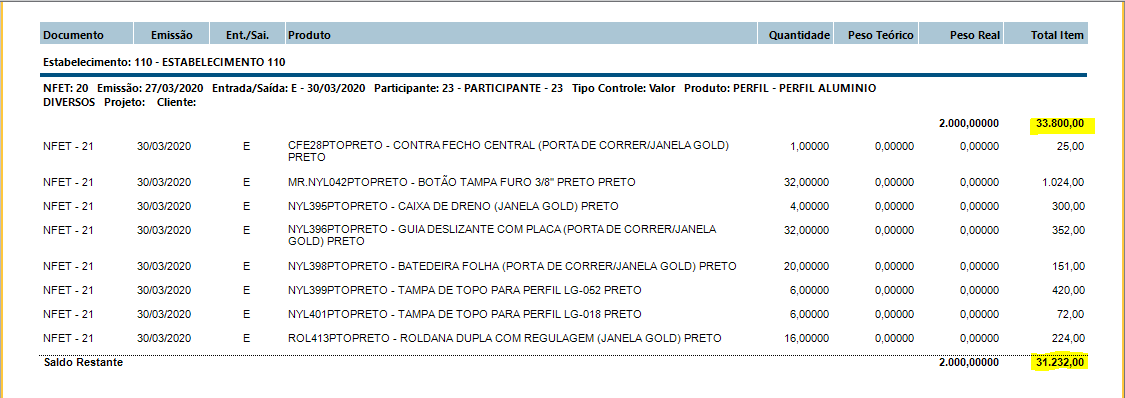 Documento Emissão Ent./Sai. Produto Quantidade Peso Teórico Peso Real Total Item
Estabelecimento: 110 - ESTABELECIMENTO 110
NFET: 20 Emissão: 27/03/2020 Entrada/Saída: E - 30/03/2020 Participante: 23 - PARTICIPANTE - 23 Tipo Controle: Valor Produto: PERFIL - PERFIL ALUMINIO
DIVERSOS Projeto: Cliente:
2.000,00000 33.800,00
NFET - 21 30/03/2020 E CFE28PTOPRETO - CONTRA FECHO CENTRAL (PORTA DE CORRER/JANELA GOLD) 1,00000 0,00000 0,00000 25,00
PRETO
NFET - 21 30/03/2020 E MR.NYL042PTOPRETO - BOTÃO TAMPA FURO 3/8" PRETO PRETO 32,00000 0,00000 0,00000 1.024,00
NFET - 21 30/03/2020 E NYL395PTOPRETO - CAIXA DE DRENO (JANELA GOLD) PRETO 4,00000 0,00000 0,00000 300,00
NFET - 21 30/03/2020 E NYL396PTOPRETO - GUIA DESLIZANTE COM PLACA (PORTA DE CORRER/JANELA 32,00000 0,00000 0,00000 352,00
GOLD) PRETO
NFET - 21 30/03/2020 E NYL398PTOPRETO - BATEDEIRA FOLHA (PORTA DE CORRER/JANELA GOLD) PRETO 20,00000 0,00000 0,00000 151,00
NFET - 21 30/03/2020 E NYL399PTOPRETO - TAMPA DE TOPO PARA PERFIL LG-052 PRETO 6,00000 0,00000 0,00000 420,00
NFET - 21 30/03/2020 E NYL401PTOPRETO - TAMPA DE TOPO PARA PERFIL LG-018 PRETO 6,00000 0,00000 0,00000 72,00
NFET - 21 30/03/2020 E ROL413PTOPRETO - ROLDANA DUPLA COM REGULAGEM (JANELA GOLD) PRETO 16,00000 0,00000 0,00000 224,00
Saldo Restante 2.000,00000 31.232,00